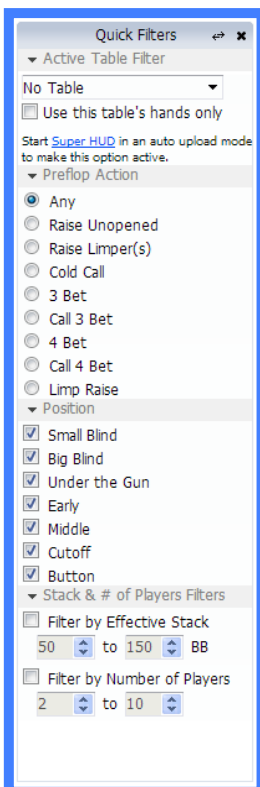 Quick Filters
Active Table Filter
No Table
Use this table's hands only
Start Super HUD in an auto upload mode
to make this option active.
Preflop Action
Any
Raise Unopened
Raise Limper(s)
Cold Call
3 Bet
Call 3 Bet
4 Bet
Call 4 Bet
Limp Raise
Position
Small Blind
Big Blind
Under the Gun
Early
Middle
Cutoff
Button
Stack & # of Players Filters
Filter by Effective Stack
50 to 150 BB
Filter by Number of Players
2 to 10